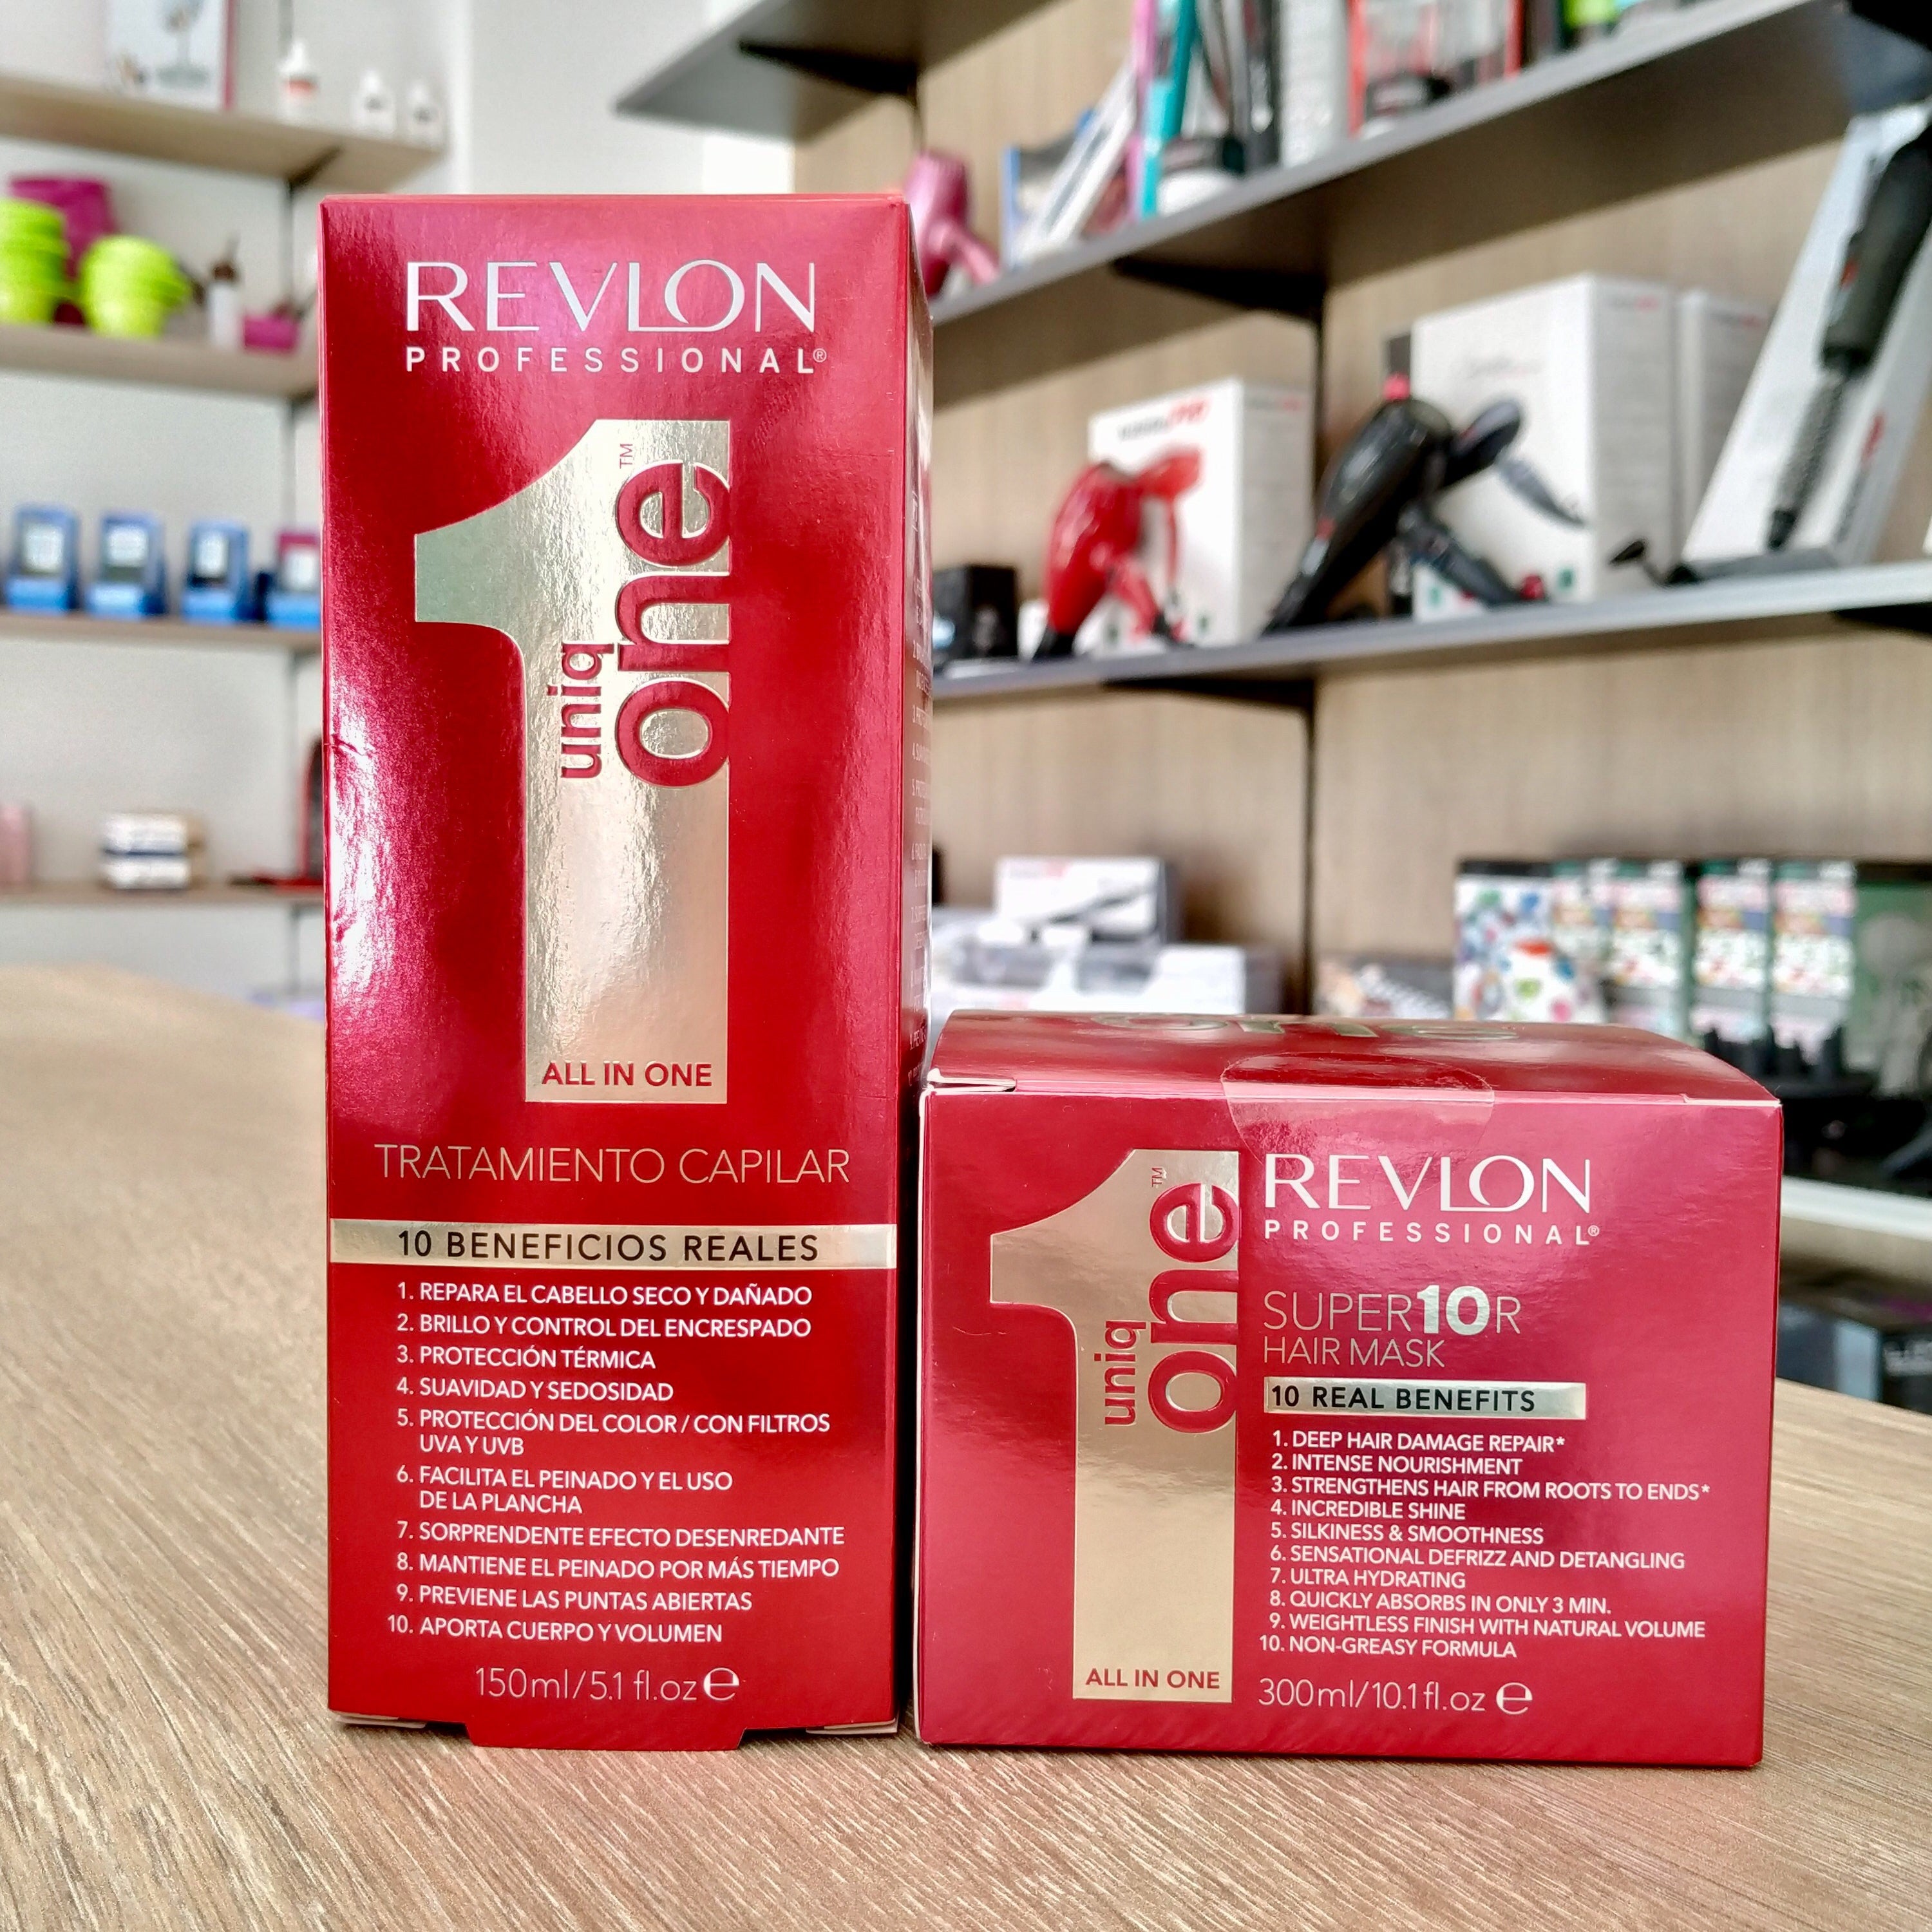 REVLON
PROFESSIONAL®
uniq
one™
ALL IN ONE
TRATAMIENTO CAPILAR
10 BENEFICIOS REALES
1. REPARA EL CABELLO SECO Y DAÑADO
2. BRILLO Y CONTROL DEL ENCRESPADO
3. PROTECCIÓN TÉRMICA
4. SUAVIDAD Y SEDOSIDAD
5. PROTECCIÓN DEL COLOR / CON FILTROS
UVA Y UVB
6. FACILITA EL PEINADO Y EL USO
DE LA PLANCHA
7. SORPRENDENTE EFECTO DESENREDANTE
8. MANTIENE EL PEINADO POR MÁS TIEMPO
9. PREVIENE LAS PUNTAS ABIERTAS
10. APORTA CUERPO Y VOLUMEN
150ml/5.1 fl.oz ℮
uniq
one™
ALL IN ONE
REVLON
PROFESSIONAL®
SUPER10R
HAIR MASK
10 REAL BENEFITS
1. DEEP HAIR DAMAGE REPAIR*
2. INTENSE NOURISHMENT
3. STRENGTHENS HAIR FROM ROOTS TO ENDS*
4. INCREDIBLE SHINE
5. SILKINESS & SMOOTHNESS
6. SENSATIONAL DEFRIZZ AND DETANGLING
7. ULTRA HYDRATING
8. QUICKLY ABSORBS IN ONLY 3 MIN.
9. WEIGHTLESS FINISH WITH NATURAL VOLUME
10. NON-GREASY FORMULA
300ml/10.1 fl.oz ℮